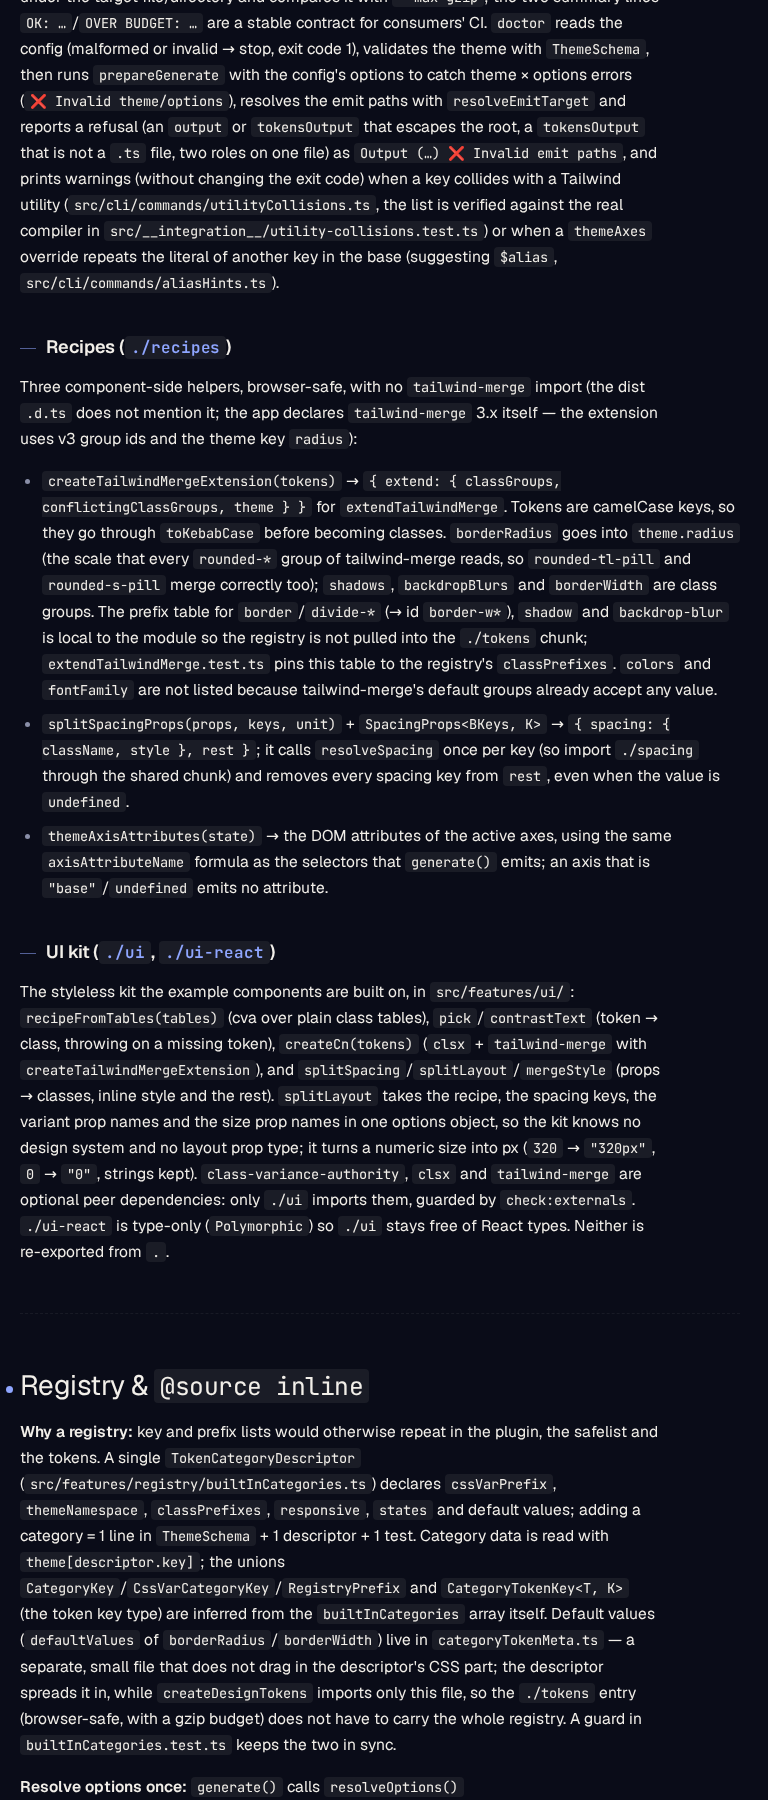 OK: … / OVER BUDGET: … are a stable contract for consumers' CI. doctor reads the
config (malformed or invalid → stop, exit code 1), validates the theme with ThemeSchema ,
then runs prepareGenerate with the config's options to catch theme × options errors
( ❌ Invalid theme/options ), resolves the emit paths with resolveEmitTarget and
reports a refusal (an output or tokensOutput that escapes the root, a tokensOutput
that is not a .ts file, two roles on one file) as Output (…) ❌ Invalid emit paths , and
prints warnings (without changing the exit code) when a key collides with a Tailwind
utility ( src/cli/commands/utilityCollisions.ts , the list is verified against the real
compiler in src/__integration__/utility-collisions.test.ts ) or when a themeAxes
override repeats the literal of another key in the base (suggesting $alias ,
src/cli/commands/aliasHints.ts ).
— Recipes ( ./recipes )
Three component-side helpers, browser-safe, with no tailwind-merge import (the dist
.d.ts does not mention it; the app declares tailwind-merge 3.x itself — the extension
uses v3 group ids and the theme key radius ):
• createTailwindMergeExtension(tokens) → { extend: { classGroups,
conflictingClassGroups, theme } } for extendTailwindMerge . Tokens are camelCase keys, so
they go through toKebabCase before becoming classes. borderRadius goes into theme.radius
(the scale that every rounded-* group of tailwind-merge reads, so rounded-tl-pill and
rounded-s-pill merge correctly too); shadows , backdropBlurs and borderWidth are class
groups. The prefix table for border / divide-* (→ id border-w* ), shadow and backdrop-blur
is local to the module so the registry is not pulled into the ./tokens chunk;
extendTailwindMerge.test.ts pins this table to the registry's classPrefixes . colors and
fontFamily are not listed because tailwind-merge's default groups already accept any value.
• splitSpacingProps(props, keys, unit) + SpacingProps<BKeys, K> → { spacing: {
className, style }, rest } ; it calls resolveSpacing once per key (so import ./spacing
through the shared chunk) and removes every spacing key from rest , even when the value is
undefined .
• themeAxisAttributes(state) → the DOM attributes of the active axes, using the same
axisAttributeName formula as the selectors that generate() emits; an axis that is
"base" / undefined emits no attribute.
— UI kit ( ./ui , ./ui-react )
The styleless kit the example components are built on, in src/features/ui/ :
recipeFromTables(tables) (cva over plain class tables), pick / contrastText (token →
class, throwing on a missing token), createCn(tokens) ( clsx + tailwind-merge with
createTailwindMergeExtension ), and splitSpacing / splitLayout / mergeStyle (props
→ classes, inline style and the rest). splitLayout takes the recipe, the spacing keys, the
variant prop names and the size prop names in one options object, so the kit knows no
design system and no layout prop type; it turns a numeric size into px ( 320 → "320px" ,
0 → "0" , strings kept). class-variance-authority , clsx and tailwind-merge are
optional peer dependencies: only ./ui imports them, guarded by check:externals .
./ui-react is type-only ( Polymorphic ) so ./ui stays free of React types. Neither is
re-exported from . .
Registry & @source inline
Why a registry: key and prefix lists would otherwise repeat in the plugin, the safelist and
the tokens. A single TokenCategoryDescriptor
( src/features/registry/builtInCategories.ts ) declares cssVarPrefix ,
themeNamespace , classPrefixes , responsive , states and default values; adding a
category = 1 line in ThemeSchema + 1 descriptor + 1 test. Category data is read with
theme[descriptor.key] ; the unions
CategoryKey / CssVarCategoryKey / RegistryPrefix and CategoryTokenKey<T, K>
(the token key type) are inferred from the builtInCategories array itself. Default values
( defaultValues of borderRadius / borderWidth ) live in categoryTokenMeta.ts — a
separate, small file that does not drag in the descriptor's CSS part; the descriptor
spreads it in, while createDesignTokens imports only this file, so the ./tokens entry
(browser-safe, with a gzip budget) does not have to carry the whole registry. A guard in
builtInCategories.test.ts keeps the two in sync.
Resolve options once: generate() calls resolveOptions()